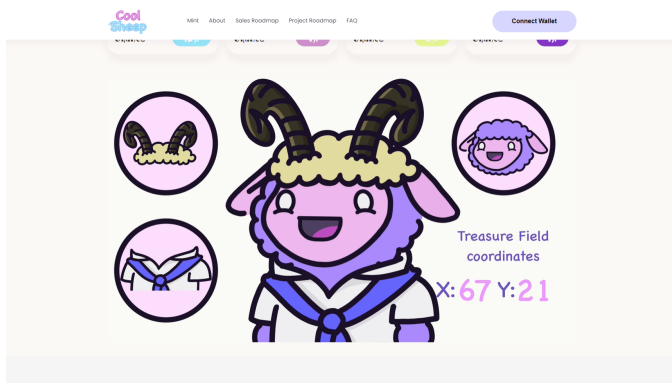 Cool
Sheep
Mint About Sales Roadmap Project Roadmap FAQ
Connect Wallet
Treasure Field
coordinates
X:67 Y:21